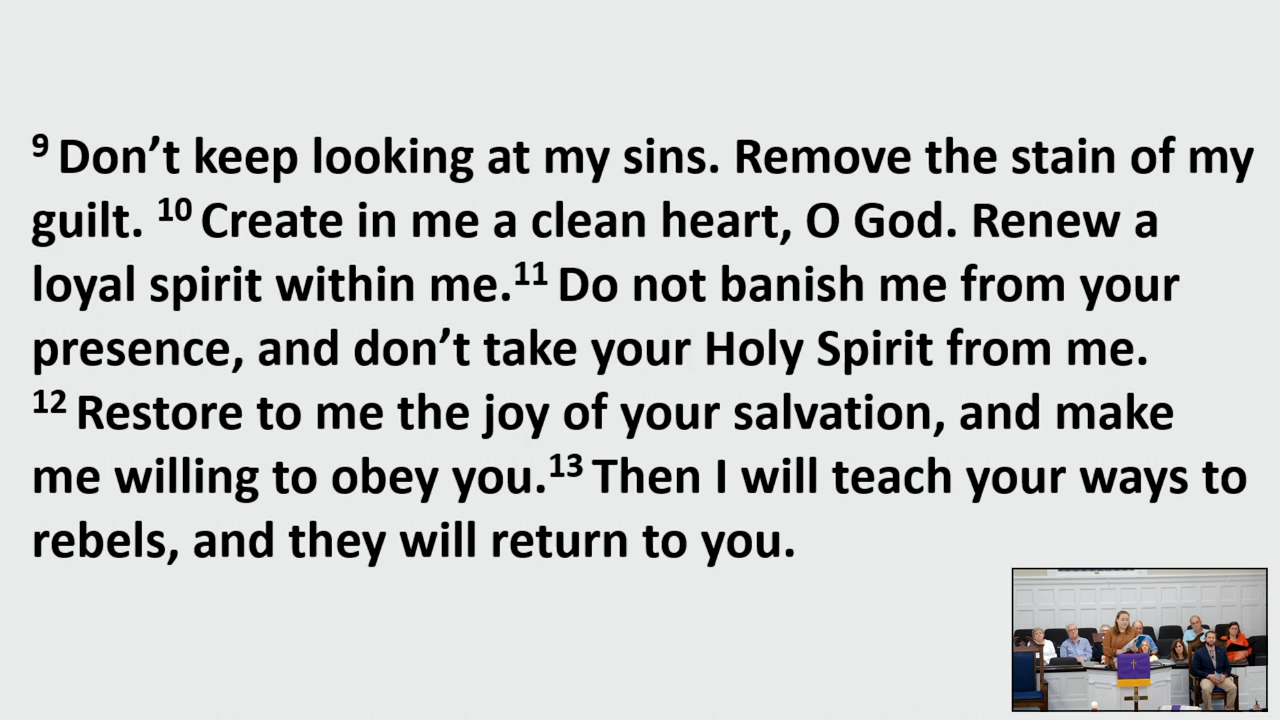 ⁹ Don’t keep looking at my sins. Remove the stain of my
guilt. ¹⁰ Create in me a clean heart, O God. Renew a
loyal spirit within me.¹¹ Do not banish me from your
presence, and don’t take your Holy Spirit from me.
¹² Restore to me the joy of your salvation, and make
me willing to obey you.¹³ Then I will teach your ways to
rebels, and they will return to you.